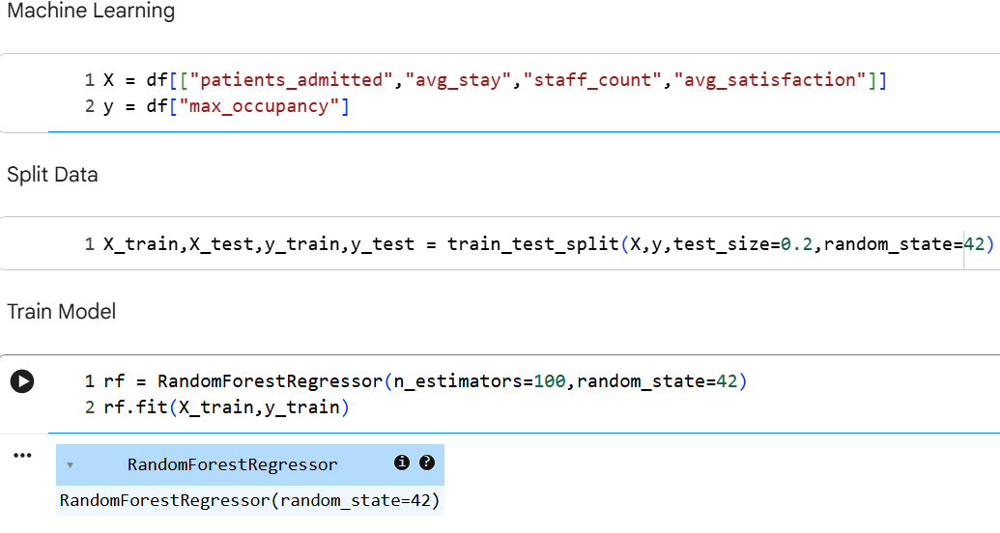 Machine Learning
1 X = df[["patients_admitted","avg_stay","staff_count","avg_satisfaction"]]
2 y = df["max_occupancy"]
Split Data
1 X_train,X_test,y_train,y_test = train_test_split(X,y,test_size=0.2,random_state=42)
Train Model
1 rf = RandomForestRegressor(n_estimators=100,random_state=42)
2 rf.fit(X_train,y_train)
RandomForestRegressor i ?
RandomForestRegressor(random_state=42)